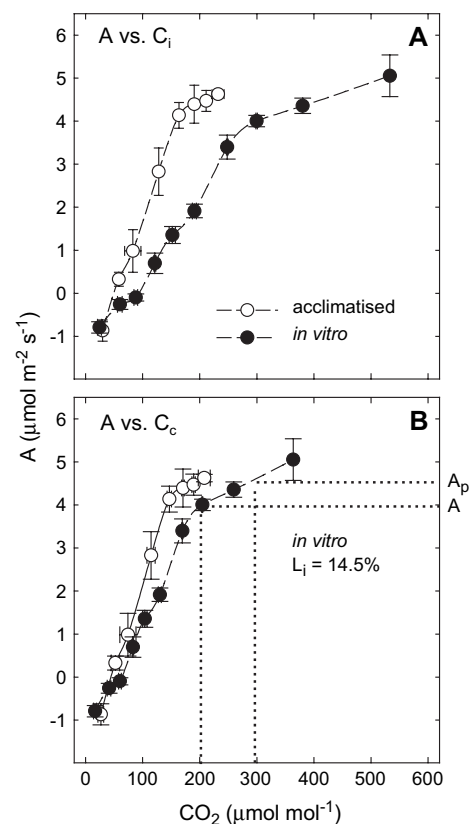 A vs. Cᵢ
A
6
5
4
3
2
1
0
-1
acclimatised
in vitro
A (µmol m⁻² s⁻¹)
A vs. C꜀
B
6
5
4
3
2
1
0
-1
Aₚ
A
in vitro
Lᵢ = 14.5%
0 100 200 300 400 500 600
CO₂ (µmol mol⁻¹)